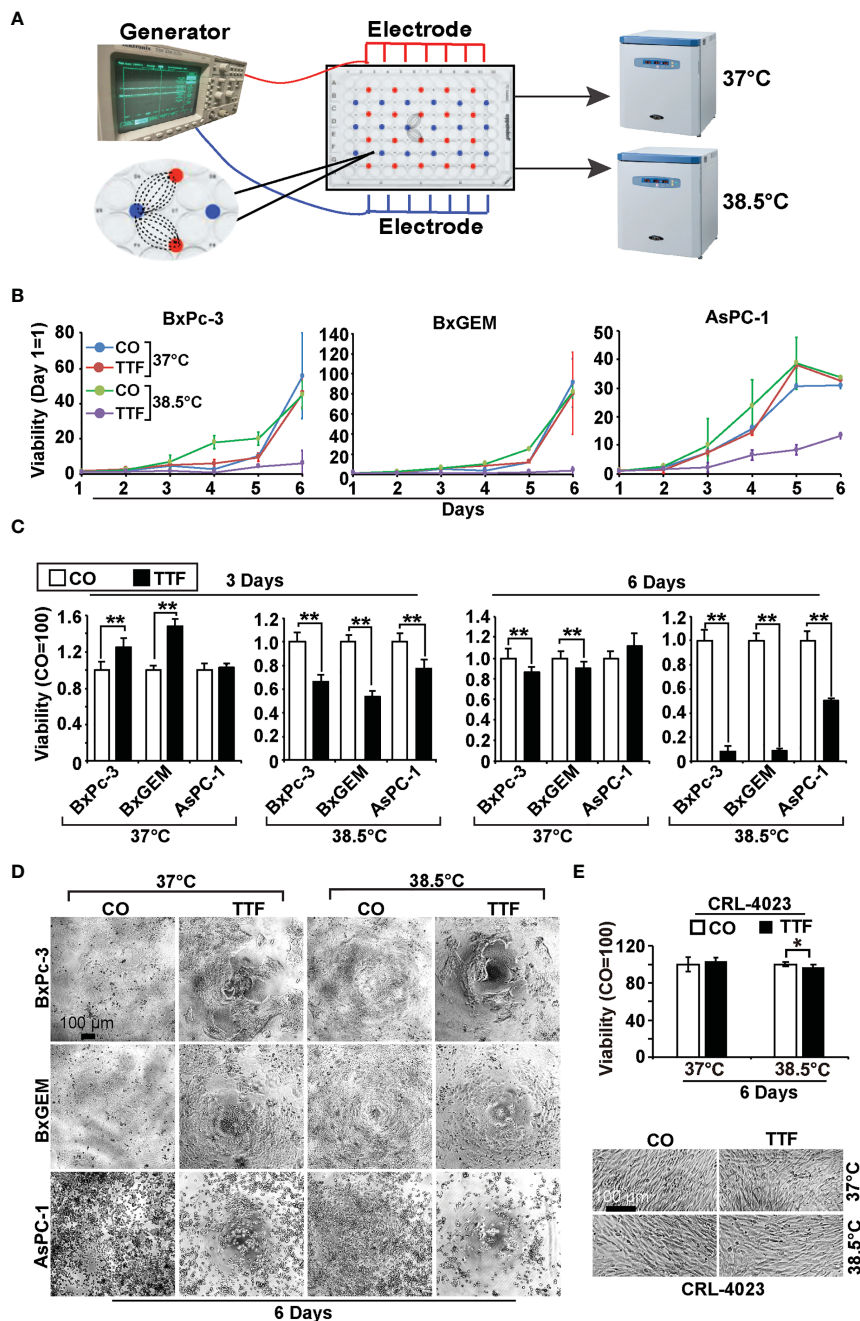 A
Generator
Electrode
Electrode
37°C
38.5°C
B
BxPc-3
BxGEM
AsPC-1
Viability (Day 1=1)
80
60
40
20
0
CO
TTF
37°C
CO
TTF
38.5°C
140
120
100
80
60
40
20
0
50
40
30
20
10
0
1 2 3 4 5 6
1 2 3 4 5 6
1 2 3 4 5 6
Days
C
CO TTF
3 Days
6 Days
Viability (CO=100)
1.8
1.4
1.0
0.6
0
** **
BxPc-3
BxGEM
AsPC-1
37°C
1.2
1
0.8
0.6
0.4
0.2
0
** ** **
BxPc-3
BxGEM
AsPC-1
38.5°C
1.4
1.2
1
0.8
0.6
0.4
0.2
0
** **
BxPc-3
BxGEM
AsPC-1
37°C
1.2
1
0.8
0.6
0.4
0.2
0
** ** **
BxPc-3
BxGEM
AsPC-1
38.5°C
D
37°C
38.5°C
CO TTF CO TTF
BxPc-3
100 µm
BxGEM
AsPC-1
6 Days
E
CRL-4023
CO TTF
Viability (CO=100)
120
80
40
0
*
37°C 38.5°C
6 Days
CO TTF
100 µm
37°C
38.5°C
CRL-4023